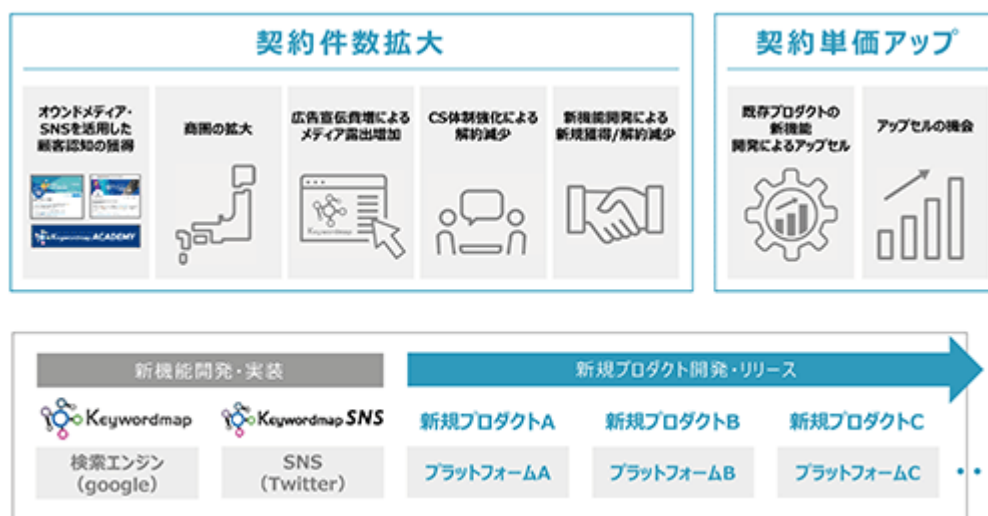 契約件数拡大
オウンドメディア・
SNSを活用した
顧客認知の獲得
Keywordmap ACADEMY
商圏の拡大
広告宣伝費増による
メディア露出増加
Keywordmap
CS体制強化による
解約減少
新機能開発による
新規獲得/解約減少
契約単価アップ
既存プロダクトの
新機能
開発によるアップセル
アップセルの機会
新機能開発・実装
新規プロダクト開発・リリース
Keywordmap
Keywordmap SNS
新規プロダクトA
新規プロダクトB
新規プロダクトC
検索エンジン
(google)
SNS
(Twitter)
プラットフォームA
プラットフォームB
プラットフォームC